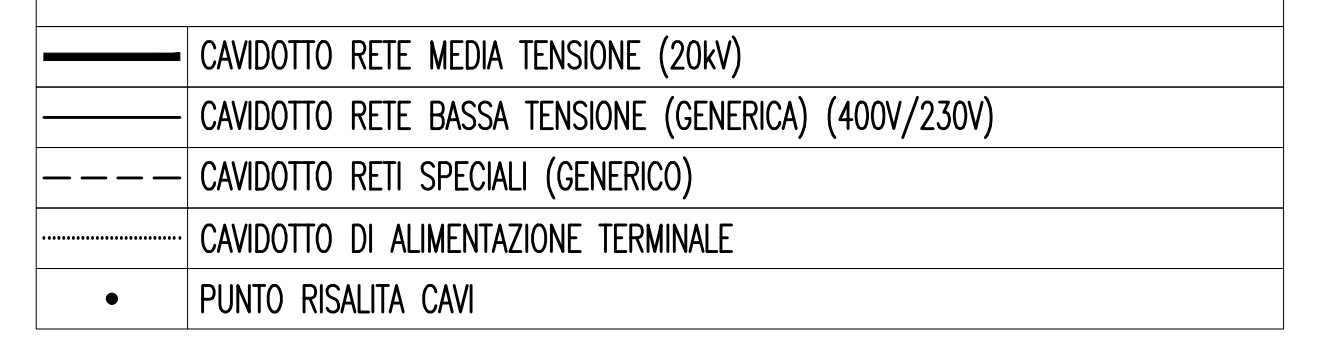 CAVIDOTTO RETE MEDIA TENSIONE (20kV)
CAVIDOTTO RETE BASSA TENSIONE (GENERICA) (400V/230V)
CAVIDOTTO RETI SPECIALI (GENERICO)
CAVIDOTTO DI ALIMENTAZIONE TERMINALE
PUNTO RISALITA CAVI